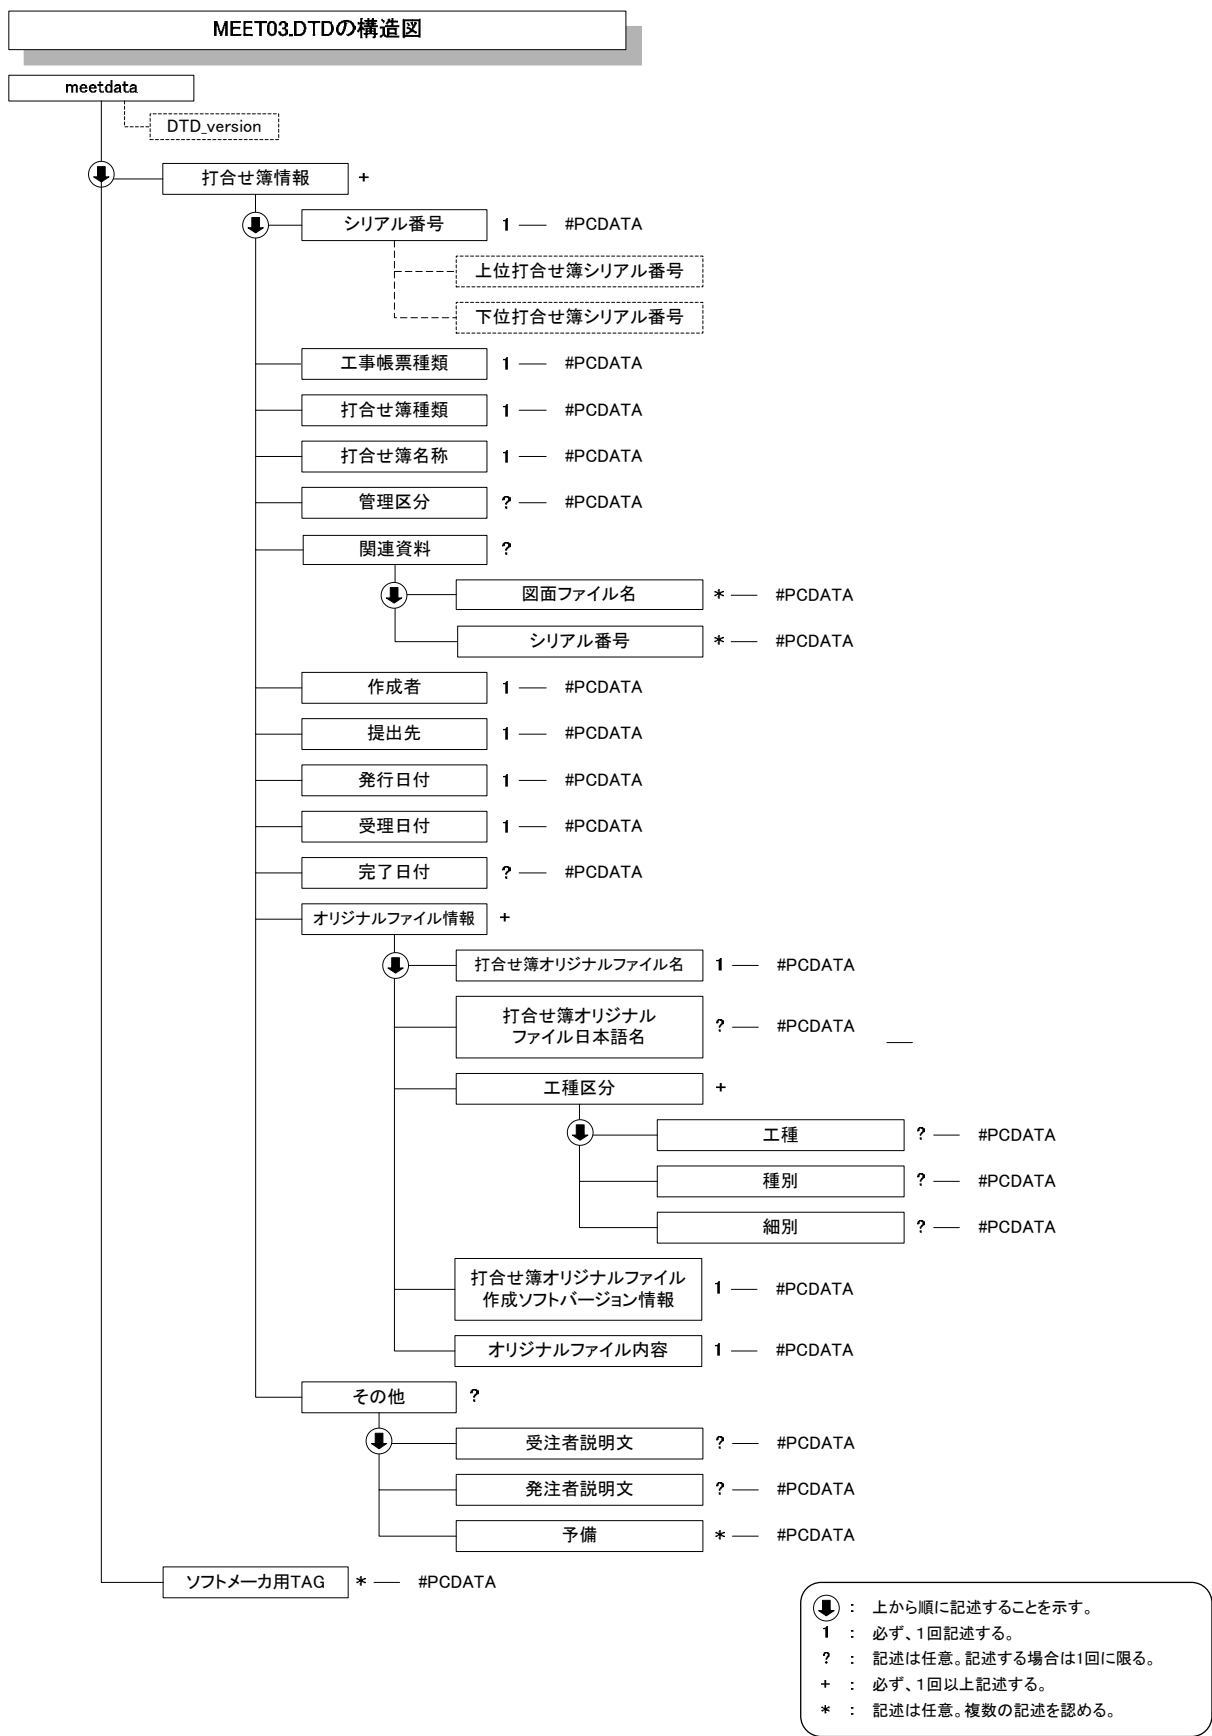 MEET03.DTDの構造図
meetdata
DTD_version
打合せ簿情報 +
シリアル番号 1 #PCDATA
上位打合せ簿シリアル番号
下位打合せ簿シリアル番号
工事帳票種類 1 #PCDATA
打合せ簿種類 1 #PCDATA
打合せ簿名称 1 #PCDATA
管理区分 ? #PCDATA
関連資料 ?
図面ファイル名 * #PCDATA
シリアル番号 * #PCDATA
作成者 1 #PCDATA
提出先 1 #PCDATA
発行日付 1 #PCDATA
受理日付 1 #PCDATA
完了日付 ? #PCDATA
オリジナルファイル情報 +
打合せ簿オリジナルファイル名 1 #PCDATA
打合せ簿オリジナル
ファイル日本語名 ? #PCDATA
工種区分 +
工種 ? #PCDATA
種別 ? #PCDATA
細別 ? #PCDATA
打合せ簿オリジナルファイル
作成ソフトバージョン情報 1 #PCDATA
オリジナルファイル内容 1 #PCDATA
その他 ?
受注者説明文 ? #PCDATA
発注者説明文 ? #PCDATA
予備 * #PCDATA
ソフトメーカ用TAG * #PCDATA
： 上から順に記述することを示す。
1 ： 必ず、1回記述する。
? ： 記述は任意。記述する場合は1回に限る。
+ ： 必ず、1回以上記述する。
* ： 記述は任意。複数の記述を認める。